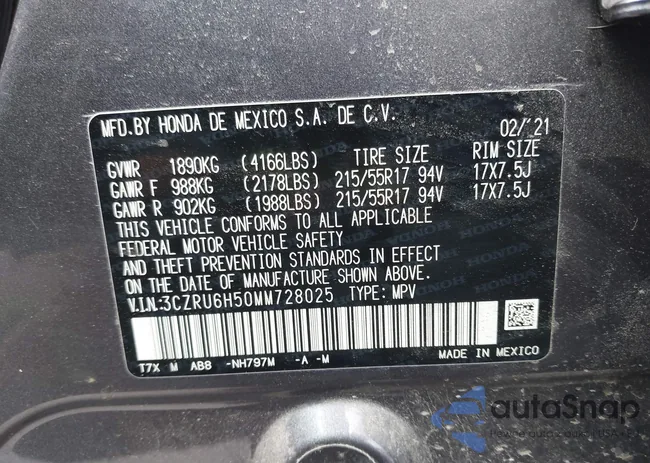 MFD.BY HONDA DE MEXICO S.A. DE C.V. 02/'21
GVWR 1890KG (4166LBS) TIRE SIZE RIM SIZE
GAWR F 988KG (2178LBS) 215/55R17 94V 17X7.5J
GAWR R 902KG (1988LBS) 215/55R17 94V 17X7.5J
THIS VEHICLE CONFORMS TO ALL APPLICABLE
FEDERAL MOTOR VEHICLE SAFETY
AND THEFT PREVENTION STANDARDS IN EFFECT
ON THE DATE OF MANUFACTURE SHOWN ABOVE.
V.I.N:3CZRU6H50MM728025 TYPE: MPV
T7X M AB8 -NH797M -A -M MADE IN MEXICO
autoSnap